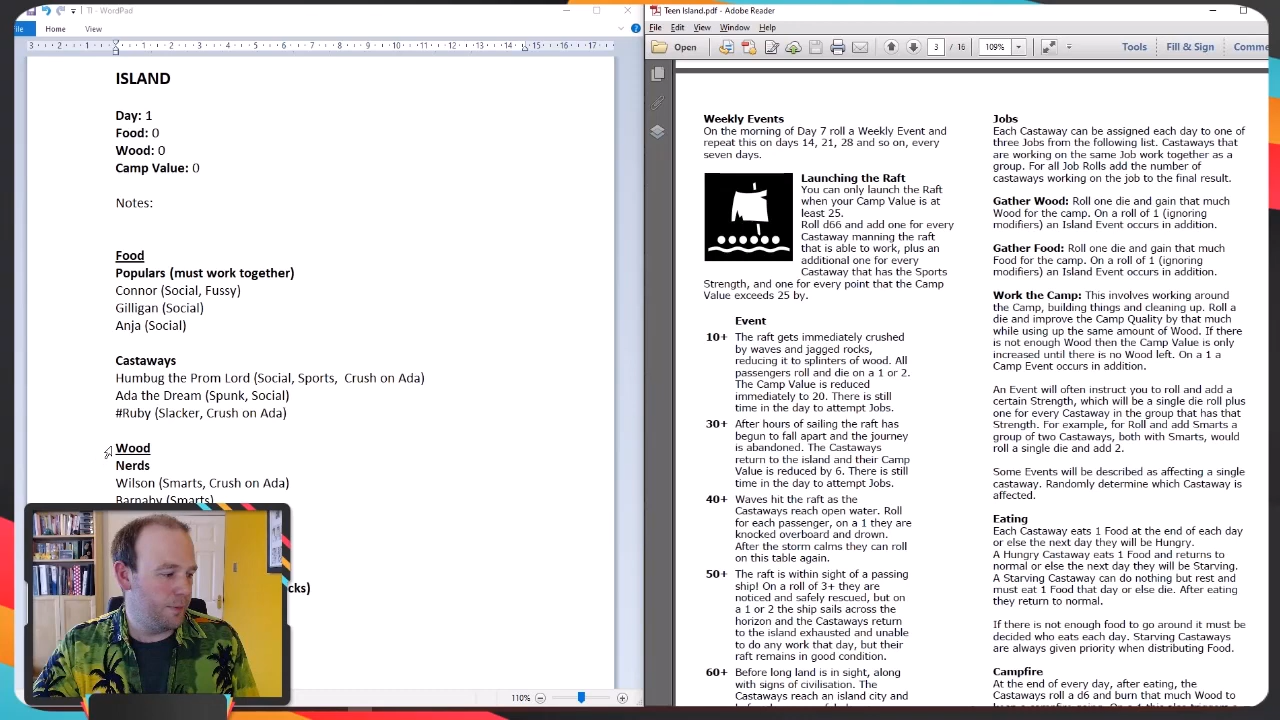 TI - WordPad
File
Home
View
3 2 1 1 2 3 4 5 6 7 8 9 10 11 12 13 14 15 16 17
ISLAND
Day: 1
Food: 0
Wood: 0
Camp Value: 0
Notes:
Food
Populars (must work together)
Connor (Social, Fussy)
Gilligan (Social)
Anja (Social)
Castaways
Humbug the Prom Lord (Social, Sports,  Crush on Ada)
Ada the Dream (Spunk, Social)
#Ruby (Slacker, Crush on Ada)
Wood
Nerds
Wilson (Smarts, Crush on Ada)
Barnaby (Smarts)
cks)
110%
Teen Island.pdf - Adobe Reader
File Edit View Window Help
Open
3 / 16
109%
Tools
Fill & Sign
Comme
Weekly Events
On the morning of Day 7 roll a Weekly Event and
repeat this on days 14, 21, 28 and so on, every
seven days.
Launching the Raft
You can only launch the Raft
when your Camp Value is at
least 25.
Roll d66 and add one for every
Castaway manning the raft
that is able to work, plus an
additional one for every
Castaway that has the Sports
Strength, and one for every point that the Camp
Value exceeds 25 by.
Event
10+ The raft gets immediately crushed
by waves and jagged rocks,
reducing it to splinters of wood. All
passengers roll and die on a 1 or 2.
The Camp Value is reduced
immediately to 20. There is still
time in the day to attempt Jobs.
30+ After hours of sailing the raft has
begun to fall apart and the journey
is abandoned. The Castaways
return to the island and their Camp
Value is reduced by 6. There is still
time in the day to attempt Jobs.
40+ Waves hit the raft as the
Castaways reach open water. Roll
for each passenger, on a 1 they are
knocked overboard and drown.
After the storm calms they can roll
on this table again.
50+ The raft is within sight of a passing
ship! On a roll of 3+ they are
noticed and safely rescued, but on
a 1 or 2 the ship sails across the
horizon and the Castaways return
to the island exhausted and unable
to do any work that day, but their
raft remains in good condition.
60+ Before long land is in sight, along
with signs of civilisation. The
Castaways reach an island city and
Jobs
Each Castaway can be assigned each day to one of
three Jobs from the following list. Castaways that
are working on the same Job work together as a
group. For all Job Rolls add the number of
castaways working on the job to the final result.
Gather Wood: Roll one die and gain that much
Wood for the camp. On a roll of 1 (ignoring
modifiers) an Island Event occurs in addition.
Gather Food: Roll one die and gain that much
Food for the camp. On a roll of 1 (ignoring
modifiers) an Island Event occurs in addition.
Work the Camp: This involves working around
the Camp, building things and cleaning up. Roll a
die and improve the Camp Quality by that much
while using up the same amount of Wood. If there
is not enough Wood then the Camp Value is only
increased until there is no Wood left. On a 1 a
Camp Event occurs in addition.
An Event will often instruct you to roll and add a
certain Strength, which will be a single die roll plus
one for every Castaway in the group that has that
Strength. For example, for Roll and add Smarts a
group of two Castaways, both with Smarts, would
roll a single die and add 2.
Some Events will be described as affecting a single
castaway. Randomly determine which Castaway is
affected.
Eating
Each Castaway eats 1 Food at the end of each day
or else the next day they will be Hungry.
A Hungry Castaway eats 1 Food and returns to
normal or else the next day they will be Starving.
A Starving Castaway can do nothing but rest and
must eat 1 Food that day or else die. After eating
they return to normal.
If there is not enough food to go around it must be
decided who eats each day. Starving Castaways
are always given priority when distributing Food.
Campfire
At the end of every day, after eating, the
Castaways roll a d6 and burn that much Wood to